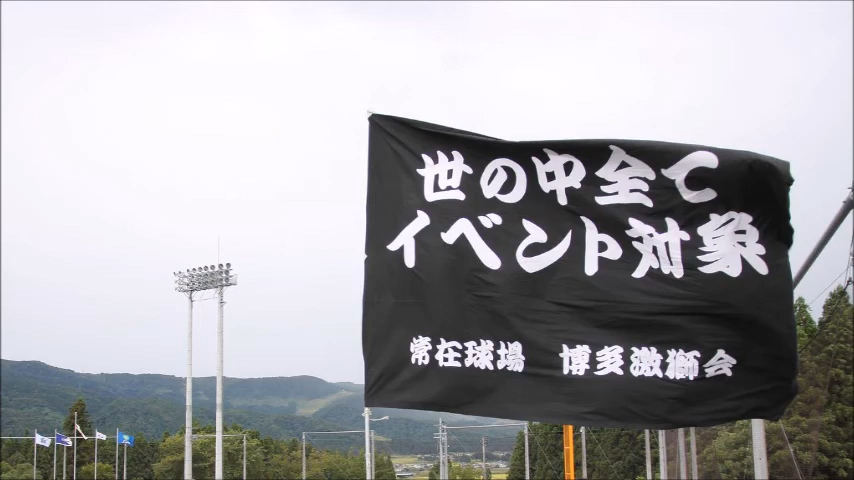 世の中全て
イベント対象
常在球場　博多激獅会